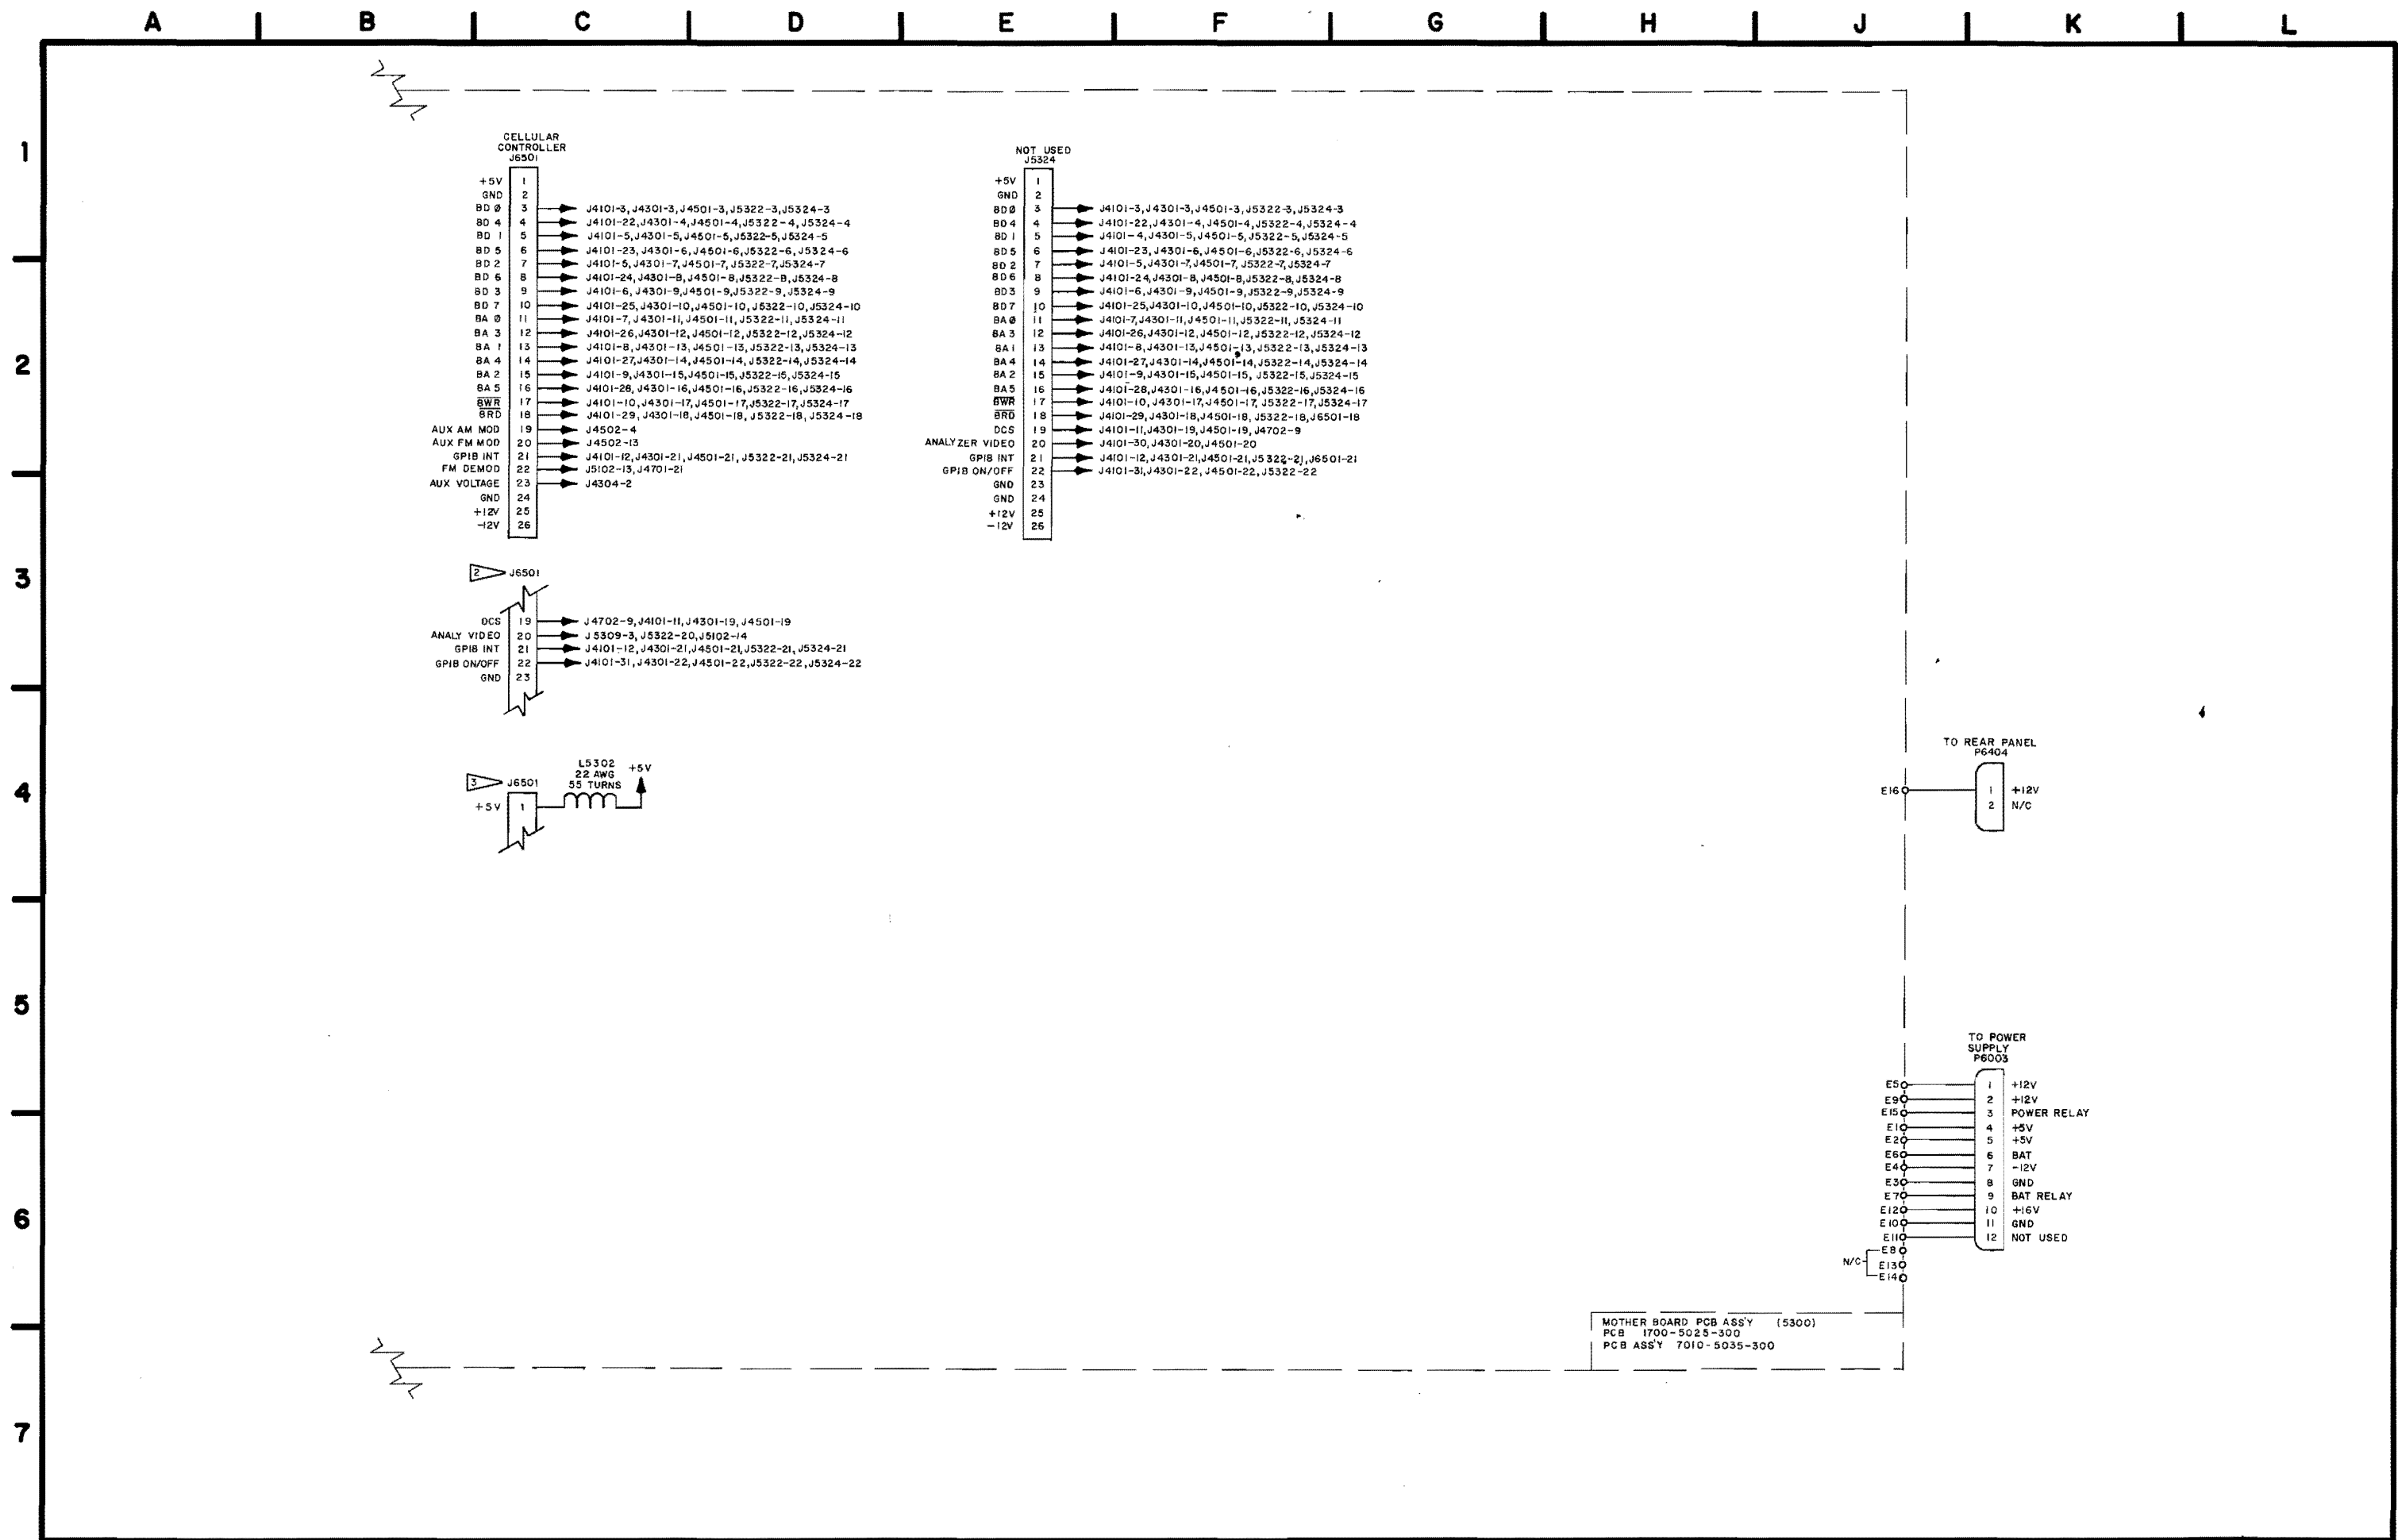 A B C D E F G H J K L
1
2
3
4
5
6
7
CELLULAR
CONTROLLER
J6501
+5V 1
GND 2
BD Ø 3 J4101-3,J4301-3,J4501-3,J5322-3,J5324-3
BD 4 4 J4101-22,J4301-4,J4501-4,J5322-4,J5324-4
BD 1 5 J4101-5,J4301-5,J4501-5,J5322-5,J5324-5
BD 5 6 J4101-23,J4301-6,J4501-6,J5322-6,J5324-6
BD 2 7 J4101-5,J4301-7,J4501-7,J5322-7,J5324-7
BD 6 8 J4101-24,J4301-8,J4501-8,J5322-8,J5324-8
BD 3 9 J4101-6,J4301-9,J4501-9,J5322-9,J5324-9
BD 7 10 J4101-25,J4301-10,J4501-10,J5322-10,J5324-10
BA Ø 11 J4101-7,J4301-11,J4501-11,J5322-11,J5324-11
BA 3 12 J4101-26,J4301-12,J4501-12,J5322-12,J5324-12
BA 1 13 J4101-8,J4301-13,J4501-13,J5322-13,J5324-13
BA 4 14 J4101-27,J4301-14,J4501-14,J5322-14,J5324-14
BA 2 15 J4101-9,J4301-15,J4501-15,J5322-15,J5324-15
BA 5 16 J4101-28,J4301-16,J4501-16,J5322-16,J5324-16
BWR 17 J4101-10,J4301-17,J4501-17,J5322-17,J5324-17
BRD 18 J4101-29,J4301-18,J4501-18,J5322-18,J5324-18
AUX AM MOD 19 J4502-4
AUX FM MOD 20 J4502-13
GPIB INT 21 J4101-12,J4301-21,J4501-21,J5322-21,J5324-21
FM DEMOD 22 J5102-13,J4701-21
AUX VOLTAGE 23 J4304-2
GND 24
+12V 25
-12V 26
NOT USED
J5324
+5V 1
GND 2
BDØ 3 J4101-3,J4301-3,J4501-3,J5322-3,J5324-3
BD4 4 J4101-22,J4301-4,J4501-4,J5322-4,J5324-4
BD1 5 J4101-4,J4301-5,J4501-5,J5322-5,J5324-5
BD5 6 J4101-23,J4301-6,J4501-6,J5322-6,J5324-6
BD2 7 J4101-5,J4301-7,J4501-7,J5322-7,J5324-7
BD6 8 J4101-24,J4301-8,J4501-8,J5322-8,J5324-8
BD3 9 J4101-6,J4301-9,J4501-9,J5322-9,J5324-9
BD7 10 J4101-25,J4301-10,J4501-10,J5322-10,J5324-10
BAØ 11 J4101-7,J4301-11,J4501-11,J5322-11,J5324-11
BA 3 12 J4101-26,J4301-12,J4501-12,J5322-12,J5324-12
BA1 13 J4101-8,J4301-13,J4501-13,J5322-13,J5324-13
BA4 14 J4101-27,J4301-14,J4501-14,J5322-14,J5324-14
BA2 15 J4101-9,J4301-15,J4501-15,J5322-15,J5324-15
BA5 16 J4101-28,J4301-16,J4501-16,J5322-16,J5324-16
BWR 17 J4101-10,J4301-17,J4501-17,J5322-17,J5324-17
BRD 18 J4101-29,J4301-18,J4501-18,J5322-18,J6501-18
DCS 19 J4101-11,J4301-19,J4501-19,J4702-9
ANALYZER VIDEO 20 J4101-30,J4301-20,J4501-20
GPIB INT 21 J4101-12,J4301-21,J4501-21,J5322-21,J6501-21
GPIB ON/OFF 22 J4101-31,J4301-22,J4501-22,J5322-22
GND 23
GND 24
+12V 25
-12V 26
2 J6501
DCS 19 J4702-9,J4101-11,J4301-19,J4501-19
ANALY VIDEO 20 J5309-3,J5322-20,J5102-14
GPIB INT 21 J4101-12,J4301-21,J4501-21,J5322-21,J5324-21
GPIB ON/OFF 22 J4101-31,J4301-22,J4501-22,J5322-22,J5324-22
GND 23
3 J6501
+5V 1
L5302
22 AWG
55 TURNS
+5V
TO REAR PANEL
P6404
E16 1 +12V
2 N/C
TO POWER
SUPPLY
P6003
E5 1 +12V
E9 2 +12V
E15 3 POWER RELAY
E1 4 +5V
E2 5 +5V
E6 6 BAT
E4 7 -12V
E3 8 GND
E7 9 BAT RELAY
E12 10 +16V
E10 11 GND
E11 12 NOT USED
N/C E8
E13
E14
MOTHER BOARD PCB ASS'Y (5300)
PCB 1700-5025-300
PCB ASS'Y 7010-5035-300